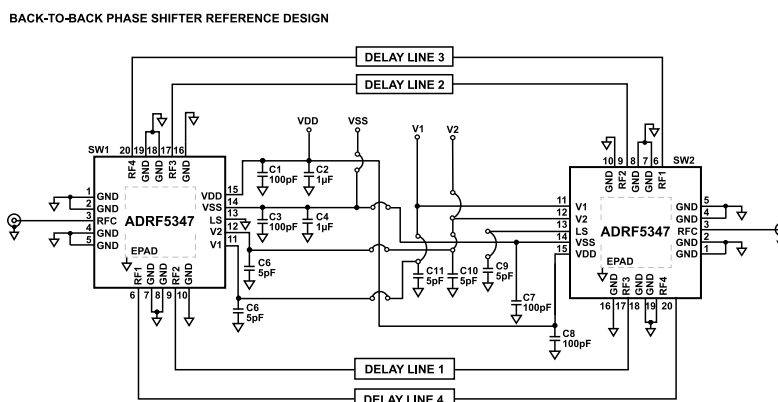 BACK-TO-BACK PHASE SHIFTER REFERENCE DESIGN
DELAY LINE 3
DELAY LINE 2
VDD
VSS
V1
V2
SW1
20 19 18 17 16
RF4
GND
GND
RF3
GND
1
GND
2
GND
3
RFC
4
GND
5
GND
ADRF5347
EPAD
VDD
15
VSS
14
LS
13
V2
12
V1
11
RF1
GND
GND
RF2
GND
6 7 8 9 10
C1
100pF
C2
1µF
C3
100pF
C4
1µF
C6
5pF
C6
5pF
C11
5pF
C10
5pF
C9
5pF
C7
100pF
C8
100pF
SW2
10 9 8 7 6
GND
RF2
GND
GND
RF1
11
V1
12
V2
13
LS
14
VSS
15
VDD
ADRF5347
EPAD
GND
5
GND
4
RFC
3
GND
2
GND
1
GND
RF3
GND
GND
RF4
16 17 18 19 20
DELAY LINE 1
DELAY LINE 4